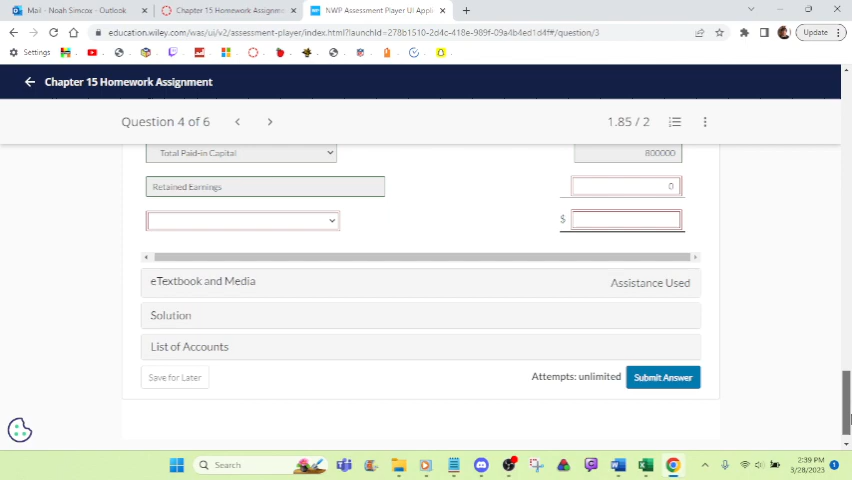 Mail - Noah Simcox - Outlook
Chapter 15 Homework Assignm
NWP Assessment Player UI Appli
education.wiley.com/was/ui/v2/assessment-player/index.html?launchId=278b1510-2d4c-418e-989f-09a4b4ed1d4f#/question/3
Update
Settings
Chapter 15 Homework Assignment
Question 4 of 6
1.85 / 2
Total Paid-in Capital
800000
Retained Earnings
0
$
eTextbook and Media
Assistance Used
Solution
List of Accounts
Save for Later
Attempts: unlimited
Submit Answer
Search
2:39 PM
3/28/2023